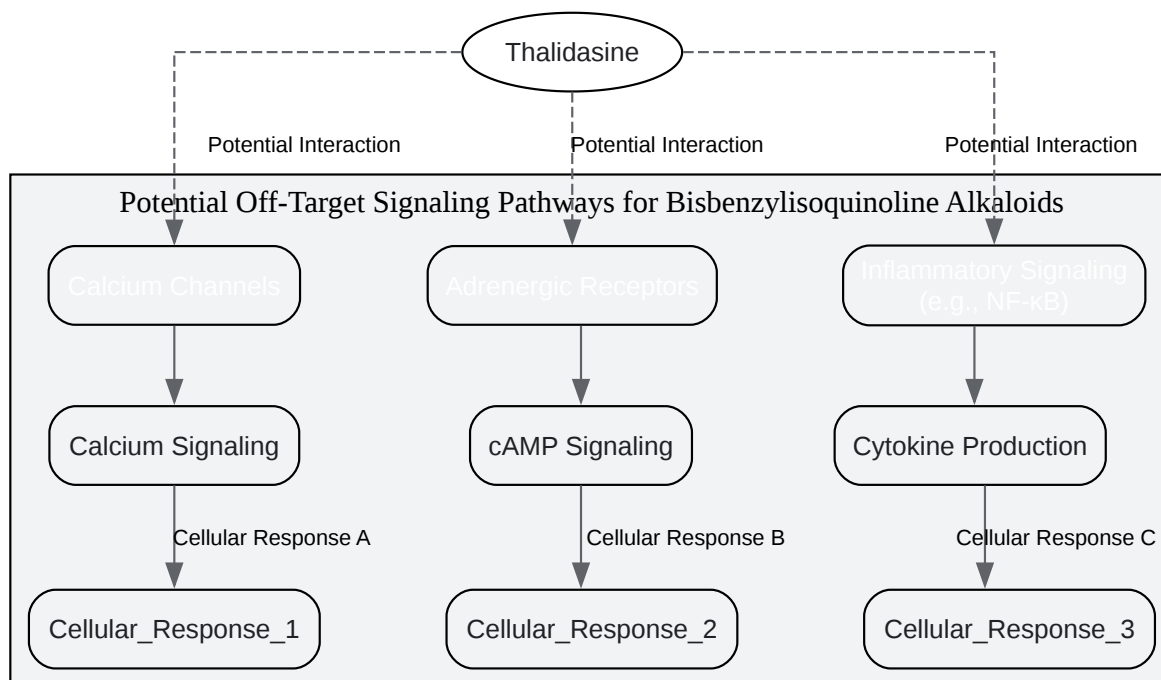 Thalidasine
Potential Interaction
Potential Interaction
Potential Interaction
Potential Off-Target Signaling Pathways for Bisbenzylisoquinoline Alkaloids
Calcium Channels
Adrenergic Receptors
Inflammatory Signaling
(e.g., NF-κB)
Calcium Signaling
cAMP Signaling
Cytokine Production
Cellular Response A
Cellular Response B
Cellular Response C
Cellular_Response_1
Cellular_Response_2
Cellular_Response_3